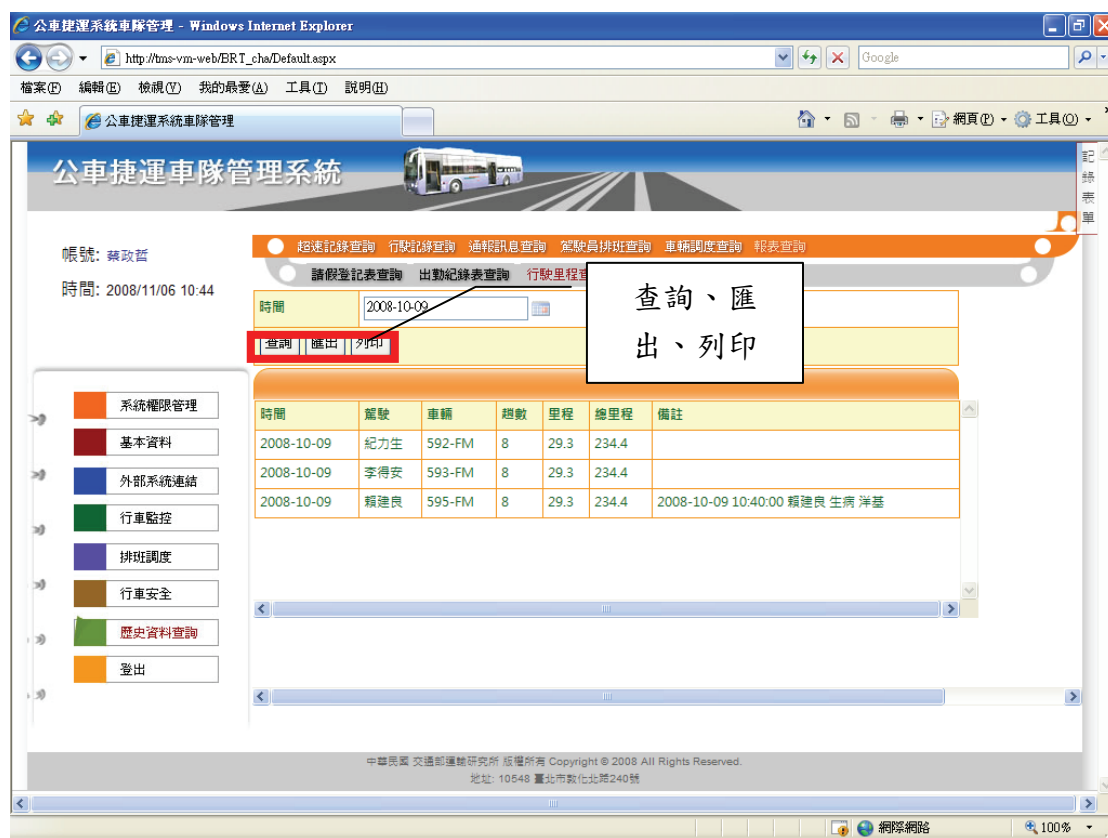 公車捷運系統車隊管理 - Windows Internet Explorer
http://tms-vm-web/BRT_cha/Default.aspx
Google
檔案(F) 編輯(E) 檢視(V) 我的最愛(A) 工具(T) 說明(H)
公車捷運系統車隊管理
網頁(P) 工具(O)
公車捷運車隊管理系統
記錄表單
帳號: 蔡政哲
時間: 2008/11/06 10:44
超速記錄查詢 行駛記錄查詢 通報訊息查詢 駕駛員排班查詢 車輛調度查詢 報表查詢
請假登記表查詢 出勤紀錄表查詢 行駛里程
時間 2008-10-09
查詢 匯出 列印
查詢、匯
出、列印
時間 駕駛 車輛 趟數 里程 總里程 備註
2008-10-09 紀力生 592-FM 8 29.3 234.4
2008-10-09 李得安 593-FM 8 29.3 234.4
2008-10-09 賴建良 595-FM 8 29.3 234.4 2008-10-09 10:40:00 賴建良 生病 洋基
系統權限管理
基本資料
外部系統連結
行車監控
排班調度
行車安全
歷史資料查詢
登出
中華民國 交通部運輸研究所 版權所有 Copyright © 2008 All Rights Reserved.
地址: 10548 臺北市敦化北路240號
網際網路 100%